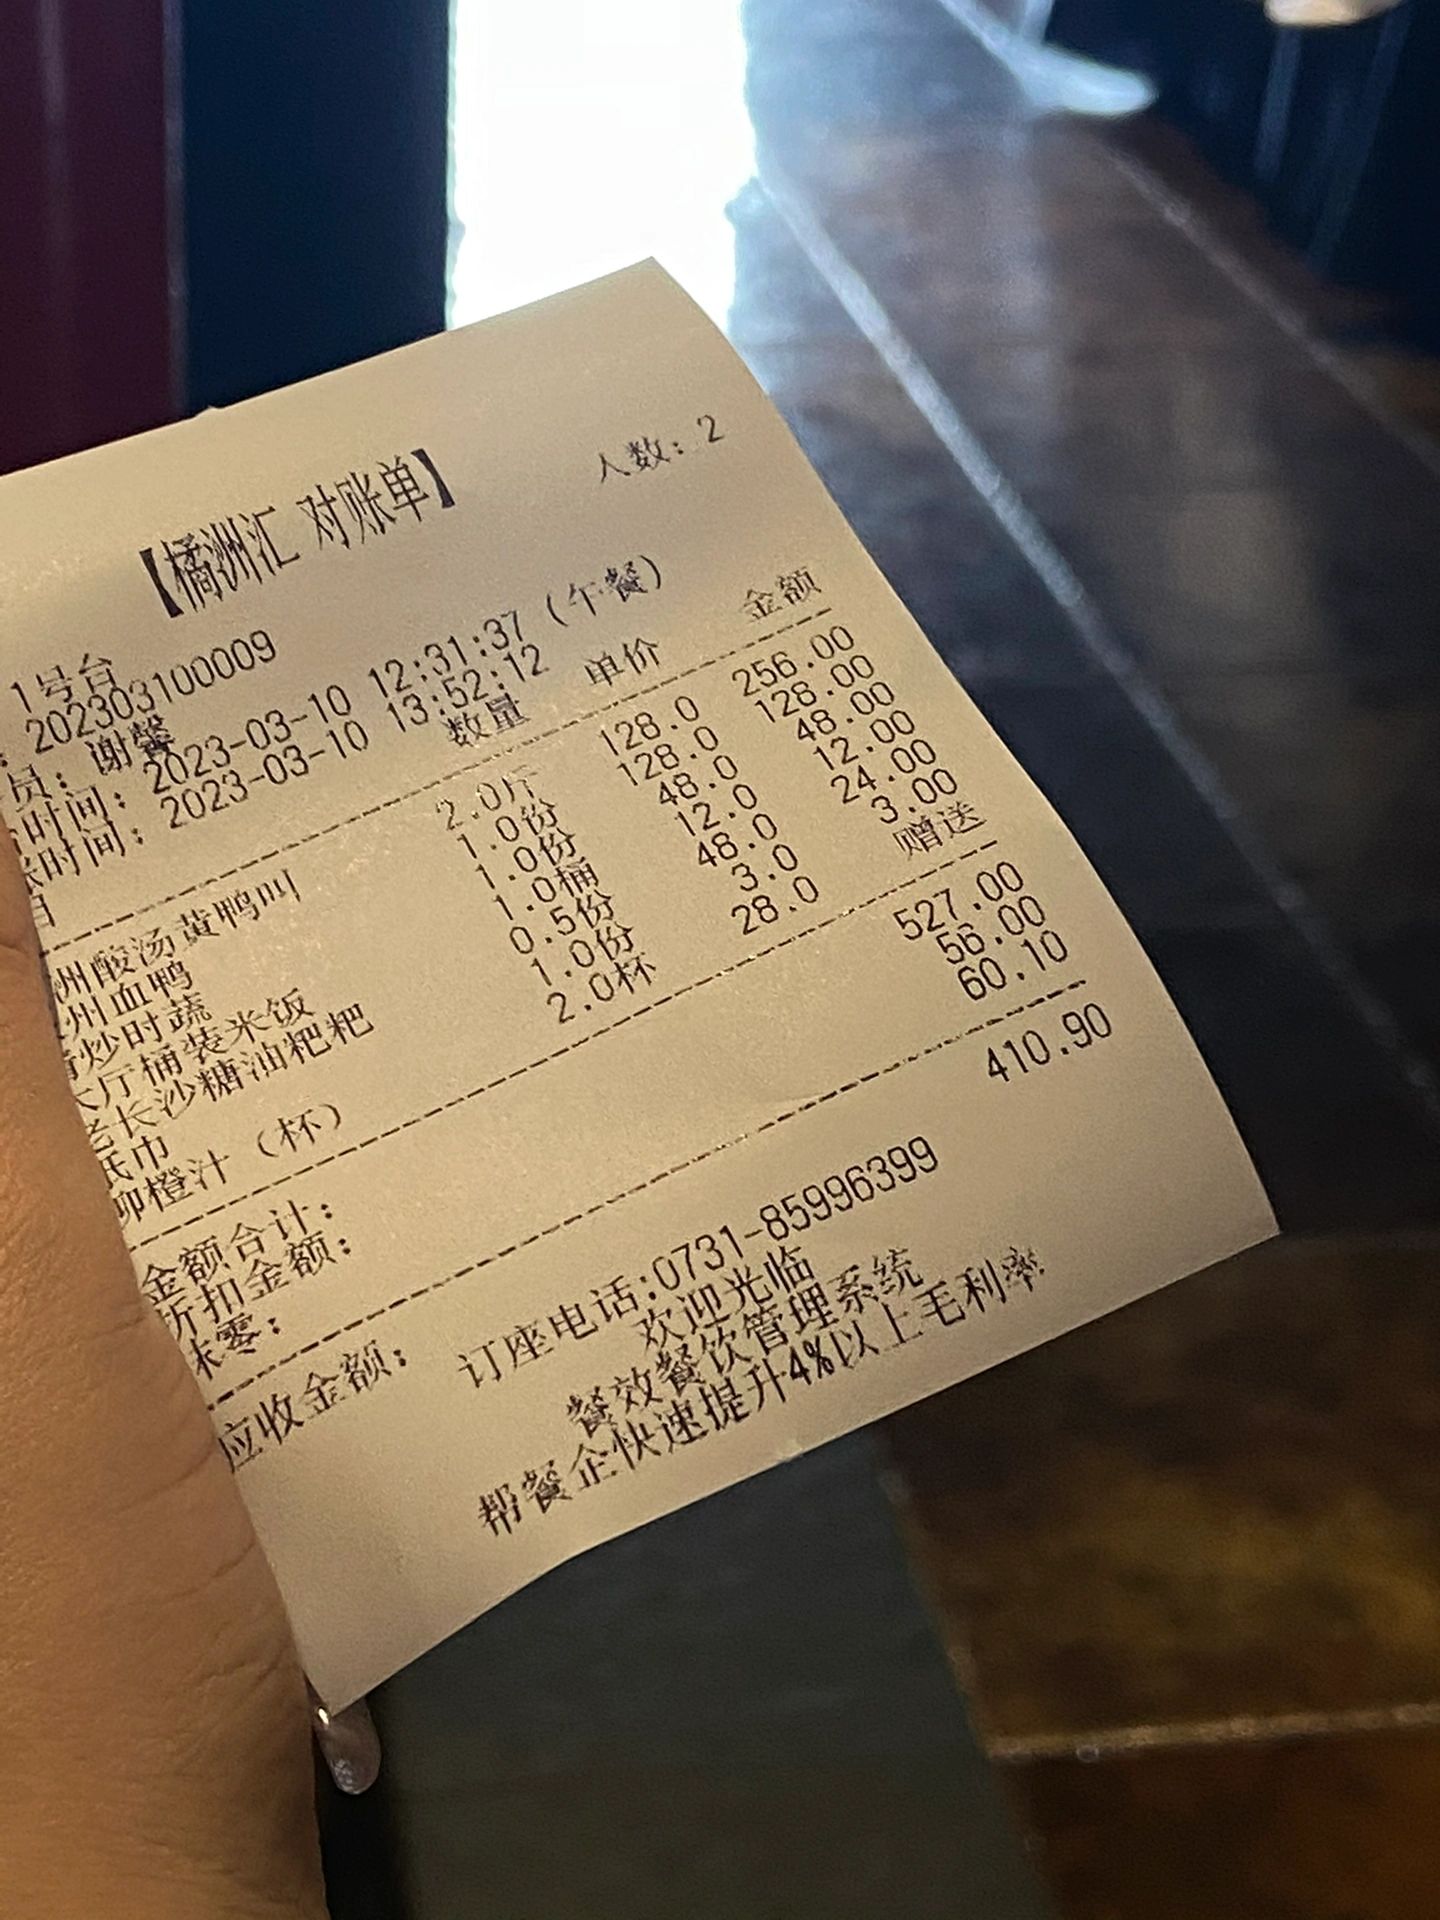 【橘洲汇 对账单】
人数: 2
1号台
: 202303100009
员: 谢馨
时间: 2023-03-10 12:31:37 (午餐)
时间: 2023-03-10 13:52:12
目 数量 单价 金额
州酸汤黄鸭叫 2.0斤 128.0 256.00
州血鸭 1.0份 128.0 128.00
炒时蔬 1.0份 48.0 48.00
大厅桶装米饭 1.0桶 12.0 12.00
老长沙糖油粑粑 0.5份 48.0 24.00
纸巾 1.0份 3.0 3.00
柳橙汁 (杯) 2.0杯 28.0 赠送
金额合计: 527.00
折扣金额: 56.00
抹零: 60.10
应收金额: 410.90
订座电话:0731-85996399
欢迎光临
餐效餐饮管理系统
帮餐企快速提升4%以上毛利率